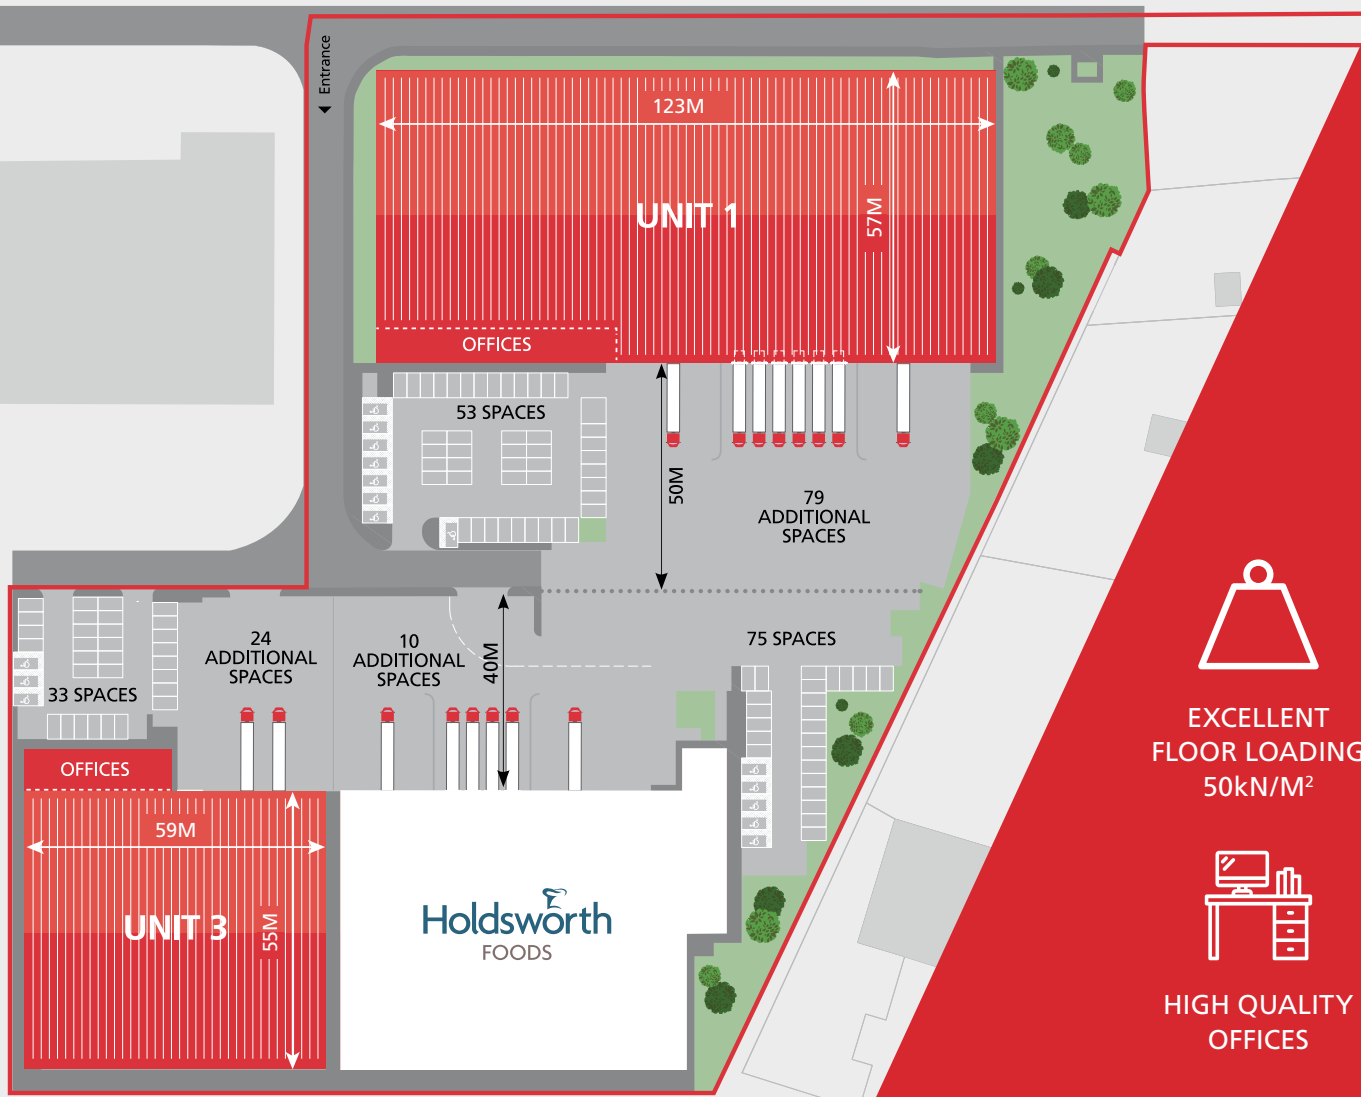 Entrance
123M
57M
UNIT 1
OFFICES
53 SPACES
50M
79
ADDITIONAL
SPACES
24
ADDITIONAL
SPACES
10
ADDITIONAL
SPACES
40M
75 SPACES
33 SPACES
OFFICES
59M
55M
UNIT 3
Holdsworth
FOODS
EXCELLENT
FLOOR LOADING
50kN/M²
HIGH QUALITY
OFFICES